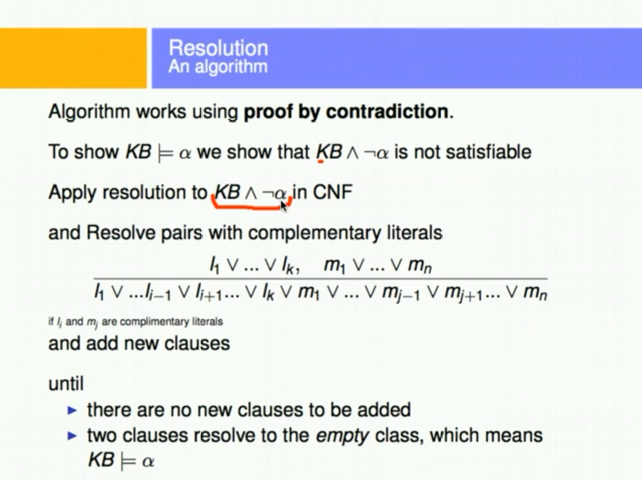 Resolution
An algorithm
Algorithm works using proof by contradiction.
To show KB ⊨ α we show that KB ∧ ¬α is not satisfiable
Apply resolution to KB ∧ ¬α in CNF
and Resolve pairs with complementary literals
l₁ ∨ ... ∨ lₖ, m₁ ∨ ... ∨ mₙ
l₁ ∨ ...lᵢ₋₁ ∨ lᵢ₊₁... ∨ lₖ ∨ m₁ ∨ ... ∨ mⱼ₋₁ ∨ mⱼ₊₁... ∨ mₙ
if lᵢ and mⱼ are complimentary literals
and add new clauses
until
► there are no new clauses to be added
► two clauses resolve to the empty class, which means
KB ⊨ α